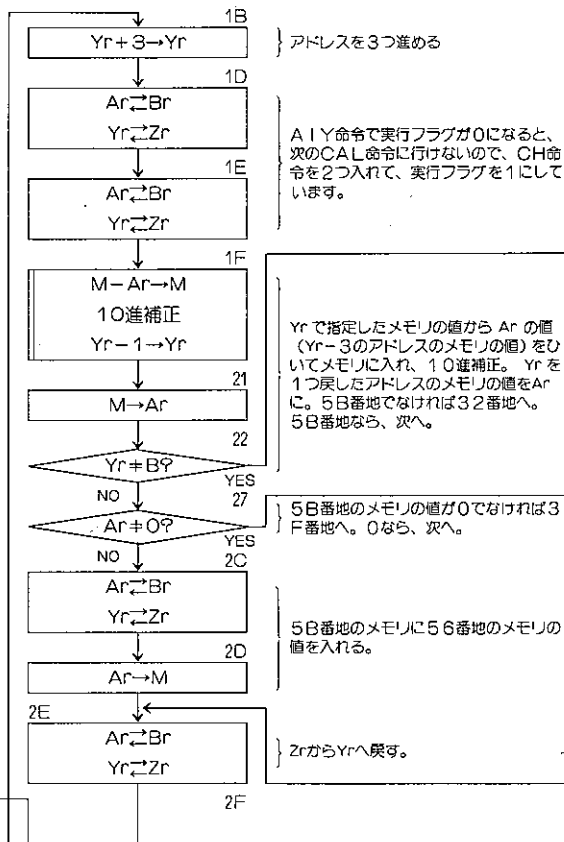 1B
Yr+3→Yr
アドレスを3つ進める
1D
Ar⇄Br
Yr⇄Zr
1E
Ar⇄Br
Yr⇄Zr
AIY命令で実行フラグが0になると、
次のCAL命令に行けないので、CH命
令を2つ入れて、実行フラグを1にして
います。
1F
M−Ar→M
10進補正
Yr−1→Yr
21
M→Ar
22
Yr≠B?
YES
NO
Yrで指定したメモリの値から Ar の値
(Yr−3のアドレスのメモリの値)をひ
いてメモリに入れ、10進補正。 Yrを
1つ戻したアドレスのメモリの値をAr
に。5B番地でなければ32番地へ。
5B番地なら、次へ。
27
Ar≠0?
YES
NO
5B番地のメモリの値が0でなければ3
F番地へ。0なら、次へ。
2C
Ar⇄Br
Yr⇄Zr
2D
Ar→M
5B番地のメモリに56番地のメモリの
値を入れる。
2E
Ar⇄Br
Yr⇄Zr
ZrからYrへ戻す。
2F